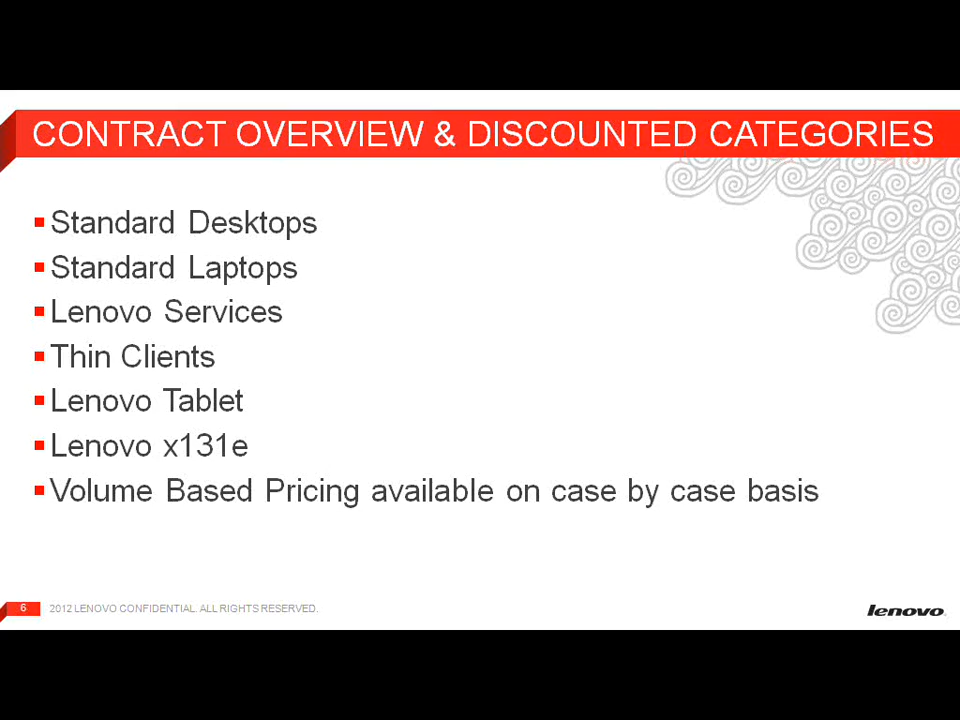 CONTRACT OVERVIEW & DISCOUNTED CATEGORIES
Standard Desktops
Standard Laptops
Lenovo Services
Thin Clients
Lenovo Tablet
Lenovo x131e
Volume Based Pricing available on case by case basis
6 2012 LENOVO CONFIDENTIAL. ALL RIGHTS RESERVED.
lenovo